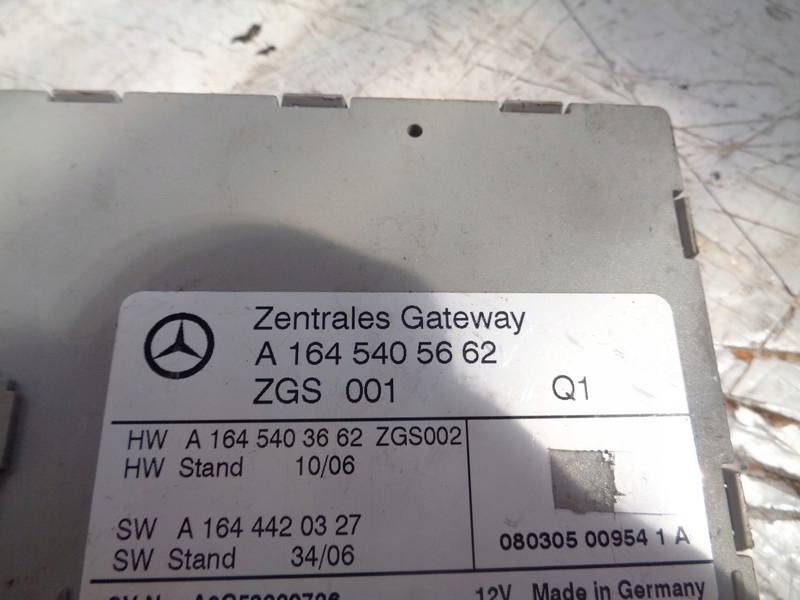 Zentrales Gateway
A 164 540 56 62
ZGS 001 Q1
HW A 164 540 36 62 ZGS002
HW Stand 10/06
SW A 164 442 03 27
SW Stand 34/06
080305 00954 1 A
12V Made in Germany